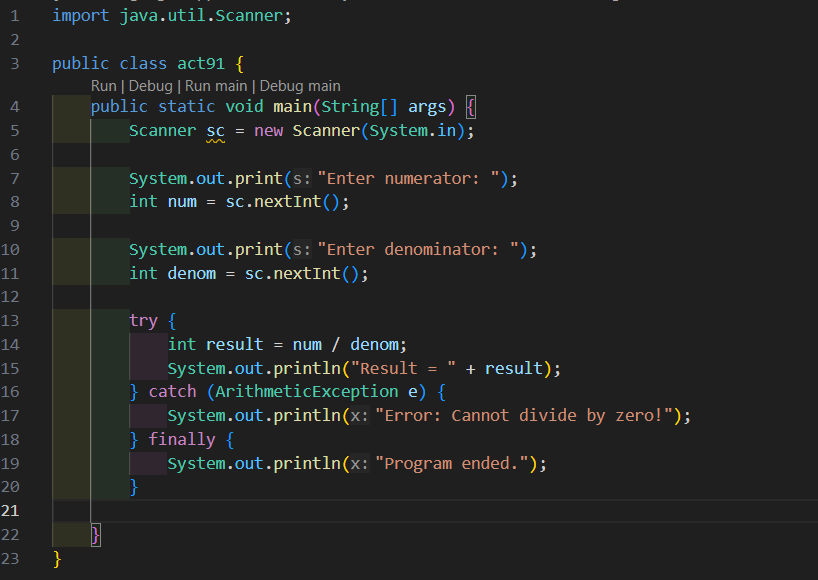 1 import java.util.Scanner;
2
3 public class act91 {
Run | Debug | Run main | Debug main
4 public static void main(String[] args) {
5 Scanner sc = new Scanner(System.in);
6
7 System.out.print(s: "Enter numerator: ");
8 int num = sc.nextInt();
9
10 System.out.print(s: "Enter denominator: ");
11 int denom = sc.nextInt();
12
13 try {
14 int result = num / denom;
15 System.out.println("Result = " + result);
16 } catch (ArithmeticException e) {
17 System.out.println(x: "Error: Cannot divide by zero!");
18 } finally {
19 System.out.println(x: "Program ended.");
20 }
21
22 }
23 }